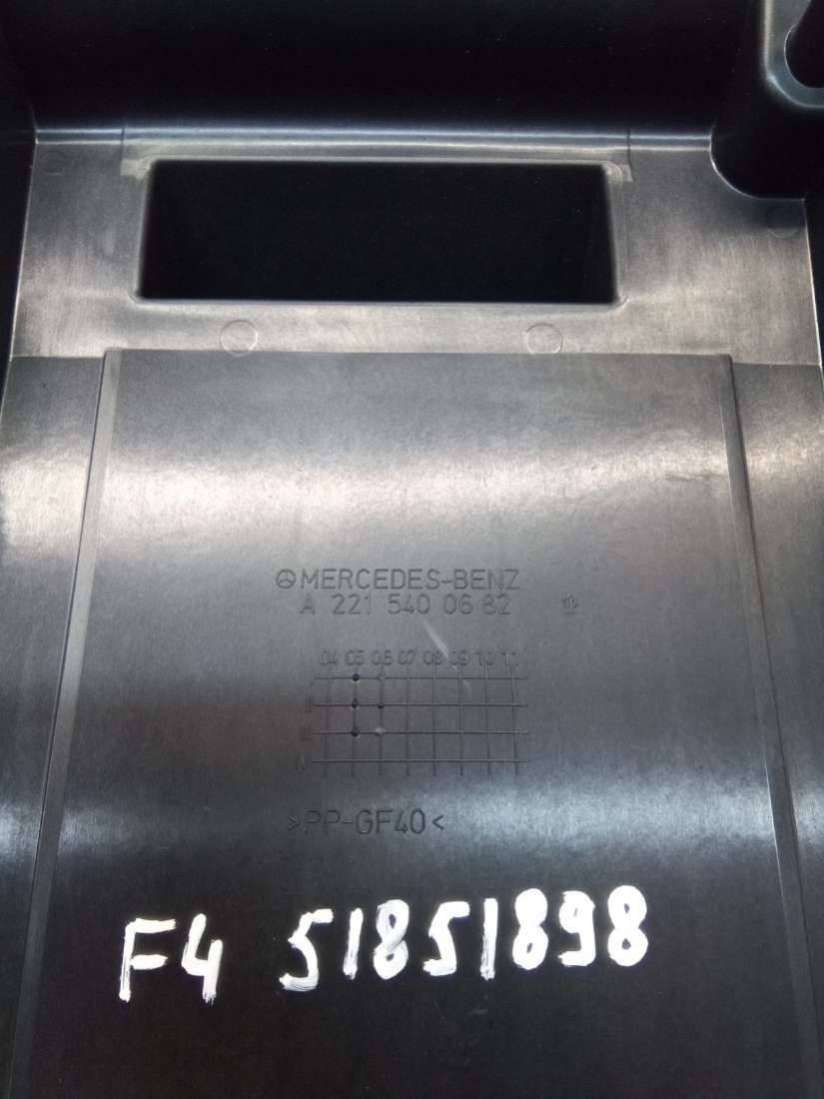 MERCEDES-BENZ
A 221 540 06 82
04 05 06 07 08 09 10 11
>PP-GF40<
F4 51851898